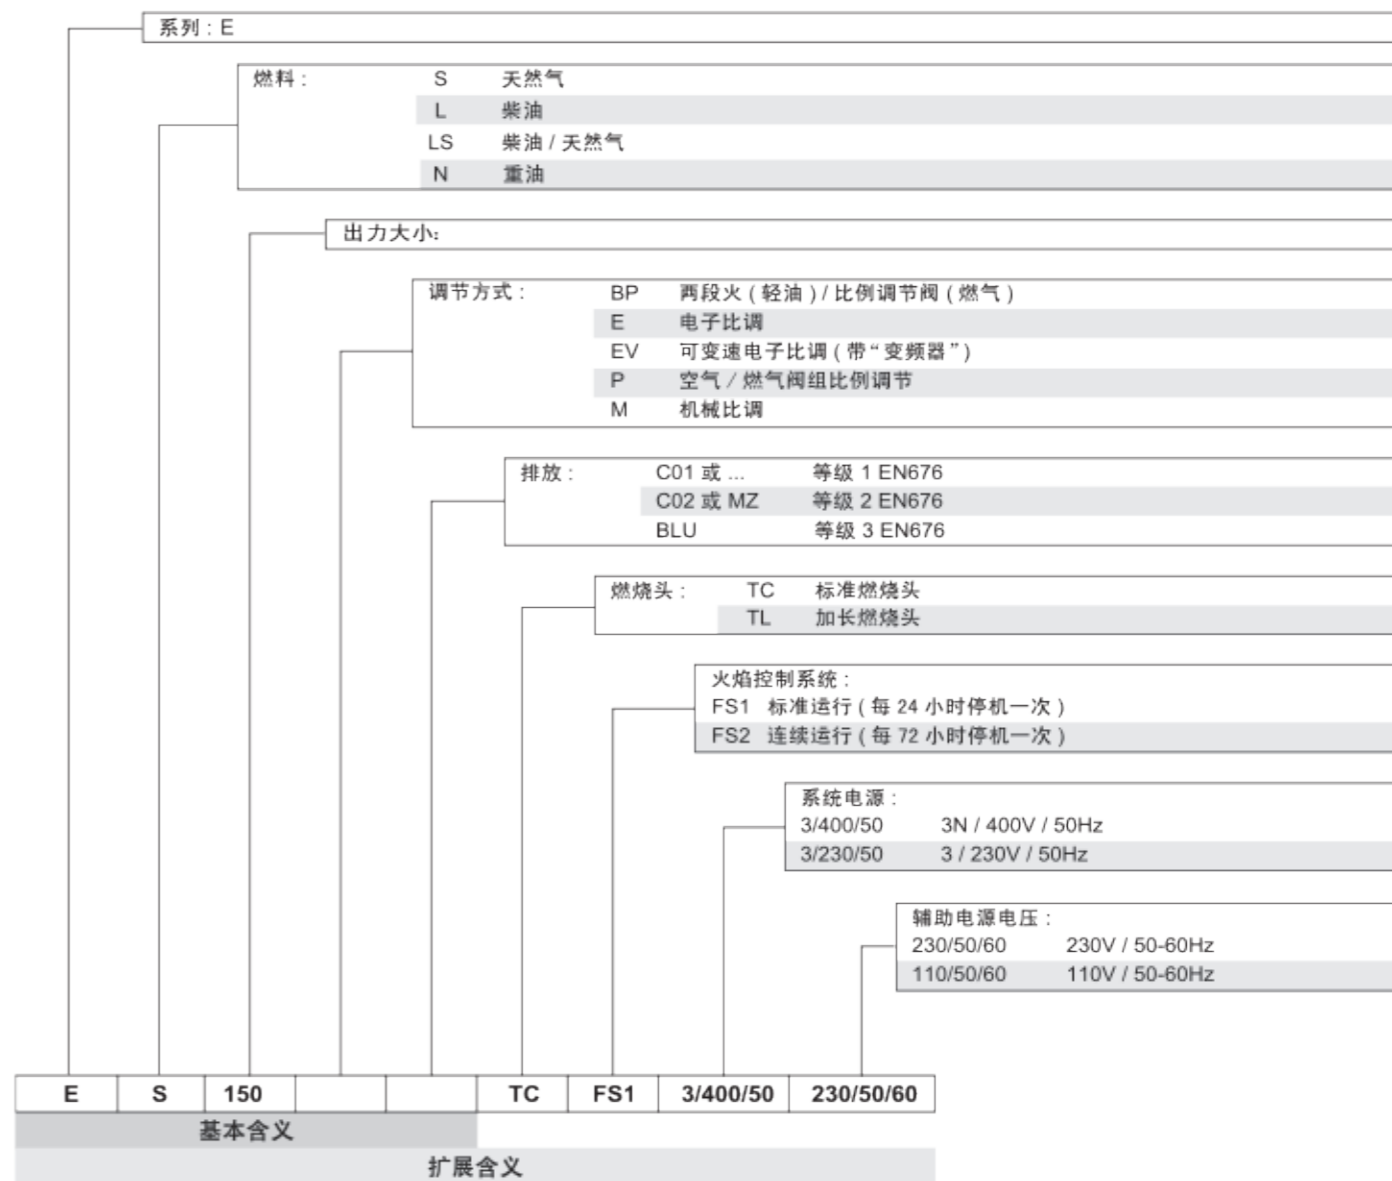 系列 : E
燃料 : S 天然气
L 柴油
LS 柴油 / 天然气
N 重油
出力大小:
调节方式 : BP 两段火 ( 轻油 ) / 比例调节阀 ( 燃气 )
E 电子比调
EV 可变速电子比调 ( 带“变频器”)
P 空气 / 燃气阀组比例调节
M 机械比调
排放 : C01 或 ... 等级 1 EN676
C02 或 MZ 等级 2 EN676
BLU 等级 3 EN676
燃烧头 : TC 标准燃烧头
TL 加长燃烧头
火焰控制系统 :
FS1 标准运行 ( 每 24 小时停机一次 )
FS2 连续运行 ( 每 72 小时停机一次 )
系统电源 :
3/400/50 3N / 400V / 50Hz
3/230/50 3 / 230V / 50Hz
辅助电源电压 :
230/50/60 230V / 50-60Hz
110/50/60 110V / 50-60Hz
E S 150 TC FS1 3/400/50 230/50/60
基本含义
扩展含义